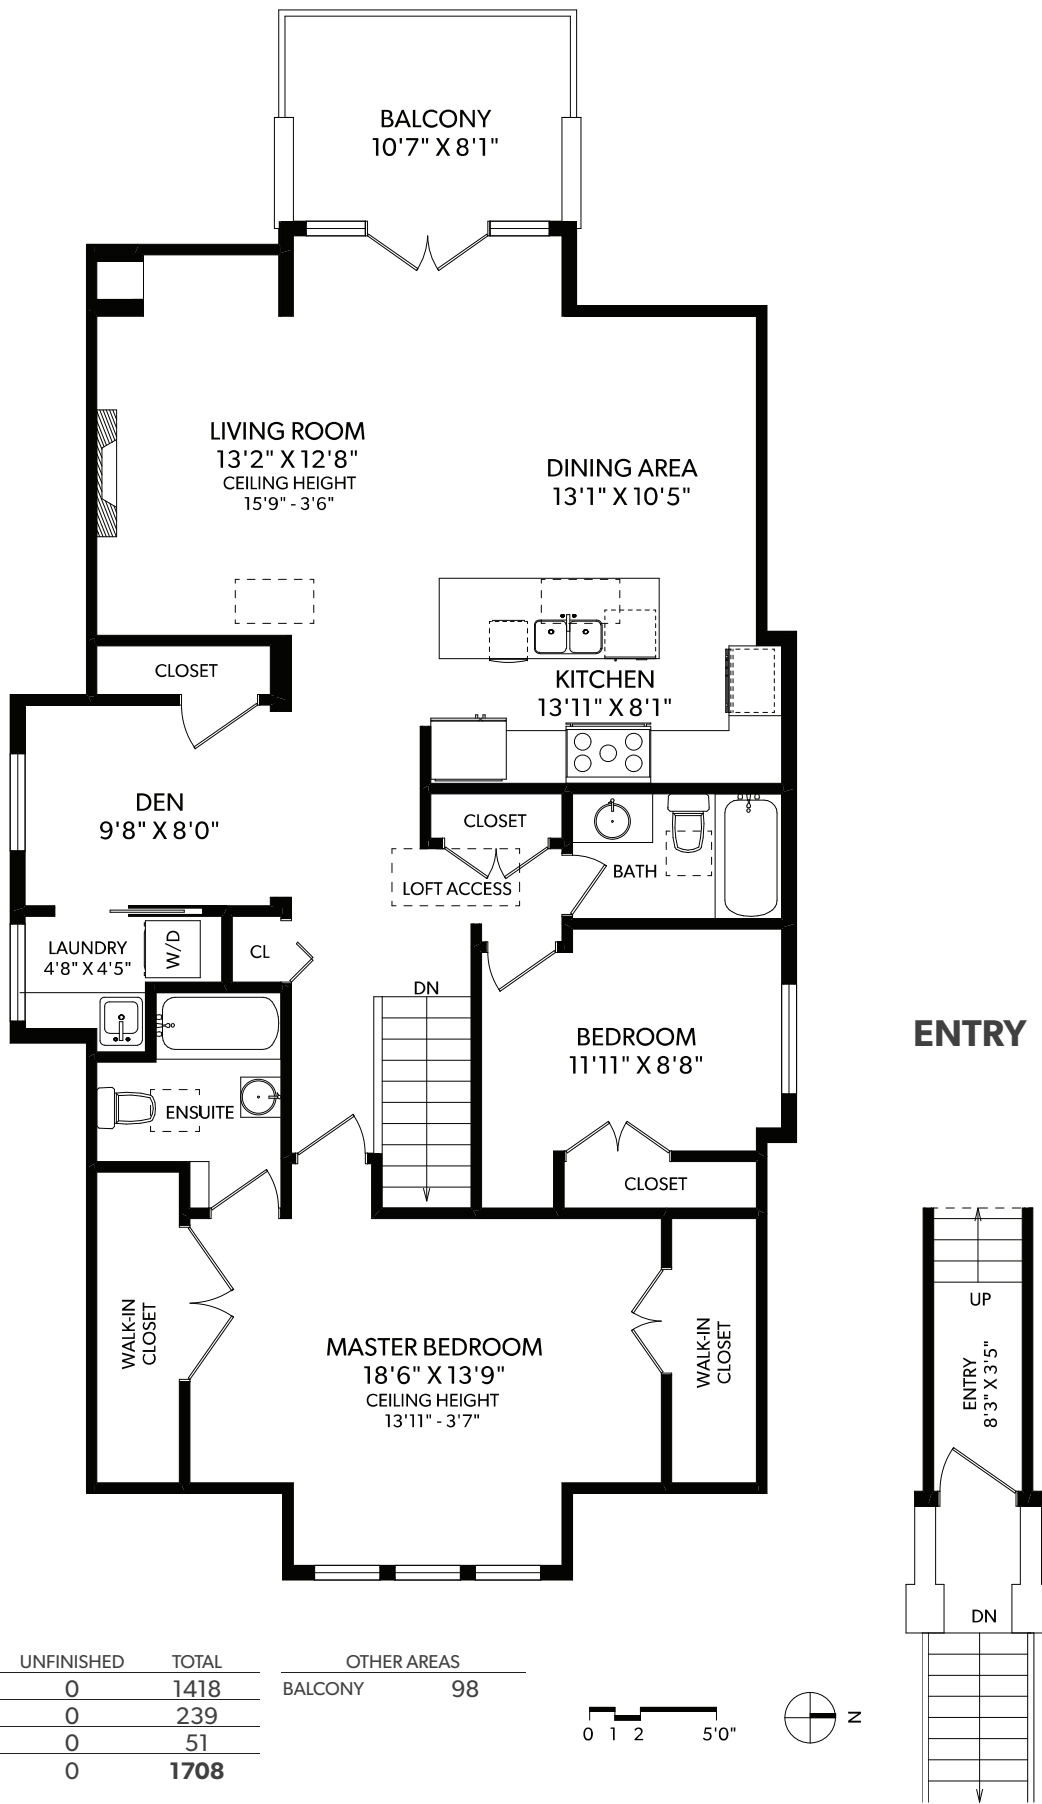 BALCONY
10'7" X 8'1"
LIVING ROOM
13'2" X 12'8"
CEILING HEIGHT
15'9" - 3'6"
DINING AREA
13'1" X 10'5"
CLOSET
KITCHEN
13'11" X 8'1"
DEN
9'8" X 8'0"
CLOSET
BATH
LOFT ACCESS
LAUNDRY
4'8" X 4'5"
W/D
CL
DN
BEDROOM
11'11" X 8'8"
ENTRY
ENSUITE
CLOSET
WALK-IN
CLOSET
MASTER BEDROOM
18'6" X 13'9"
CEILING HEIGHT
13'11" - 3'7"
WALK-IN
CLOSET
UP
ENTRY
8'3" X 3'5"
DN
UNFINISHED TOTAL
0 1418
0 239
0 51
0 1708
OTHER AREAS
BALCONY 98
0 1 2 5'0"
N